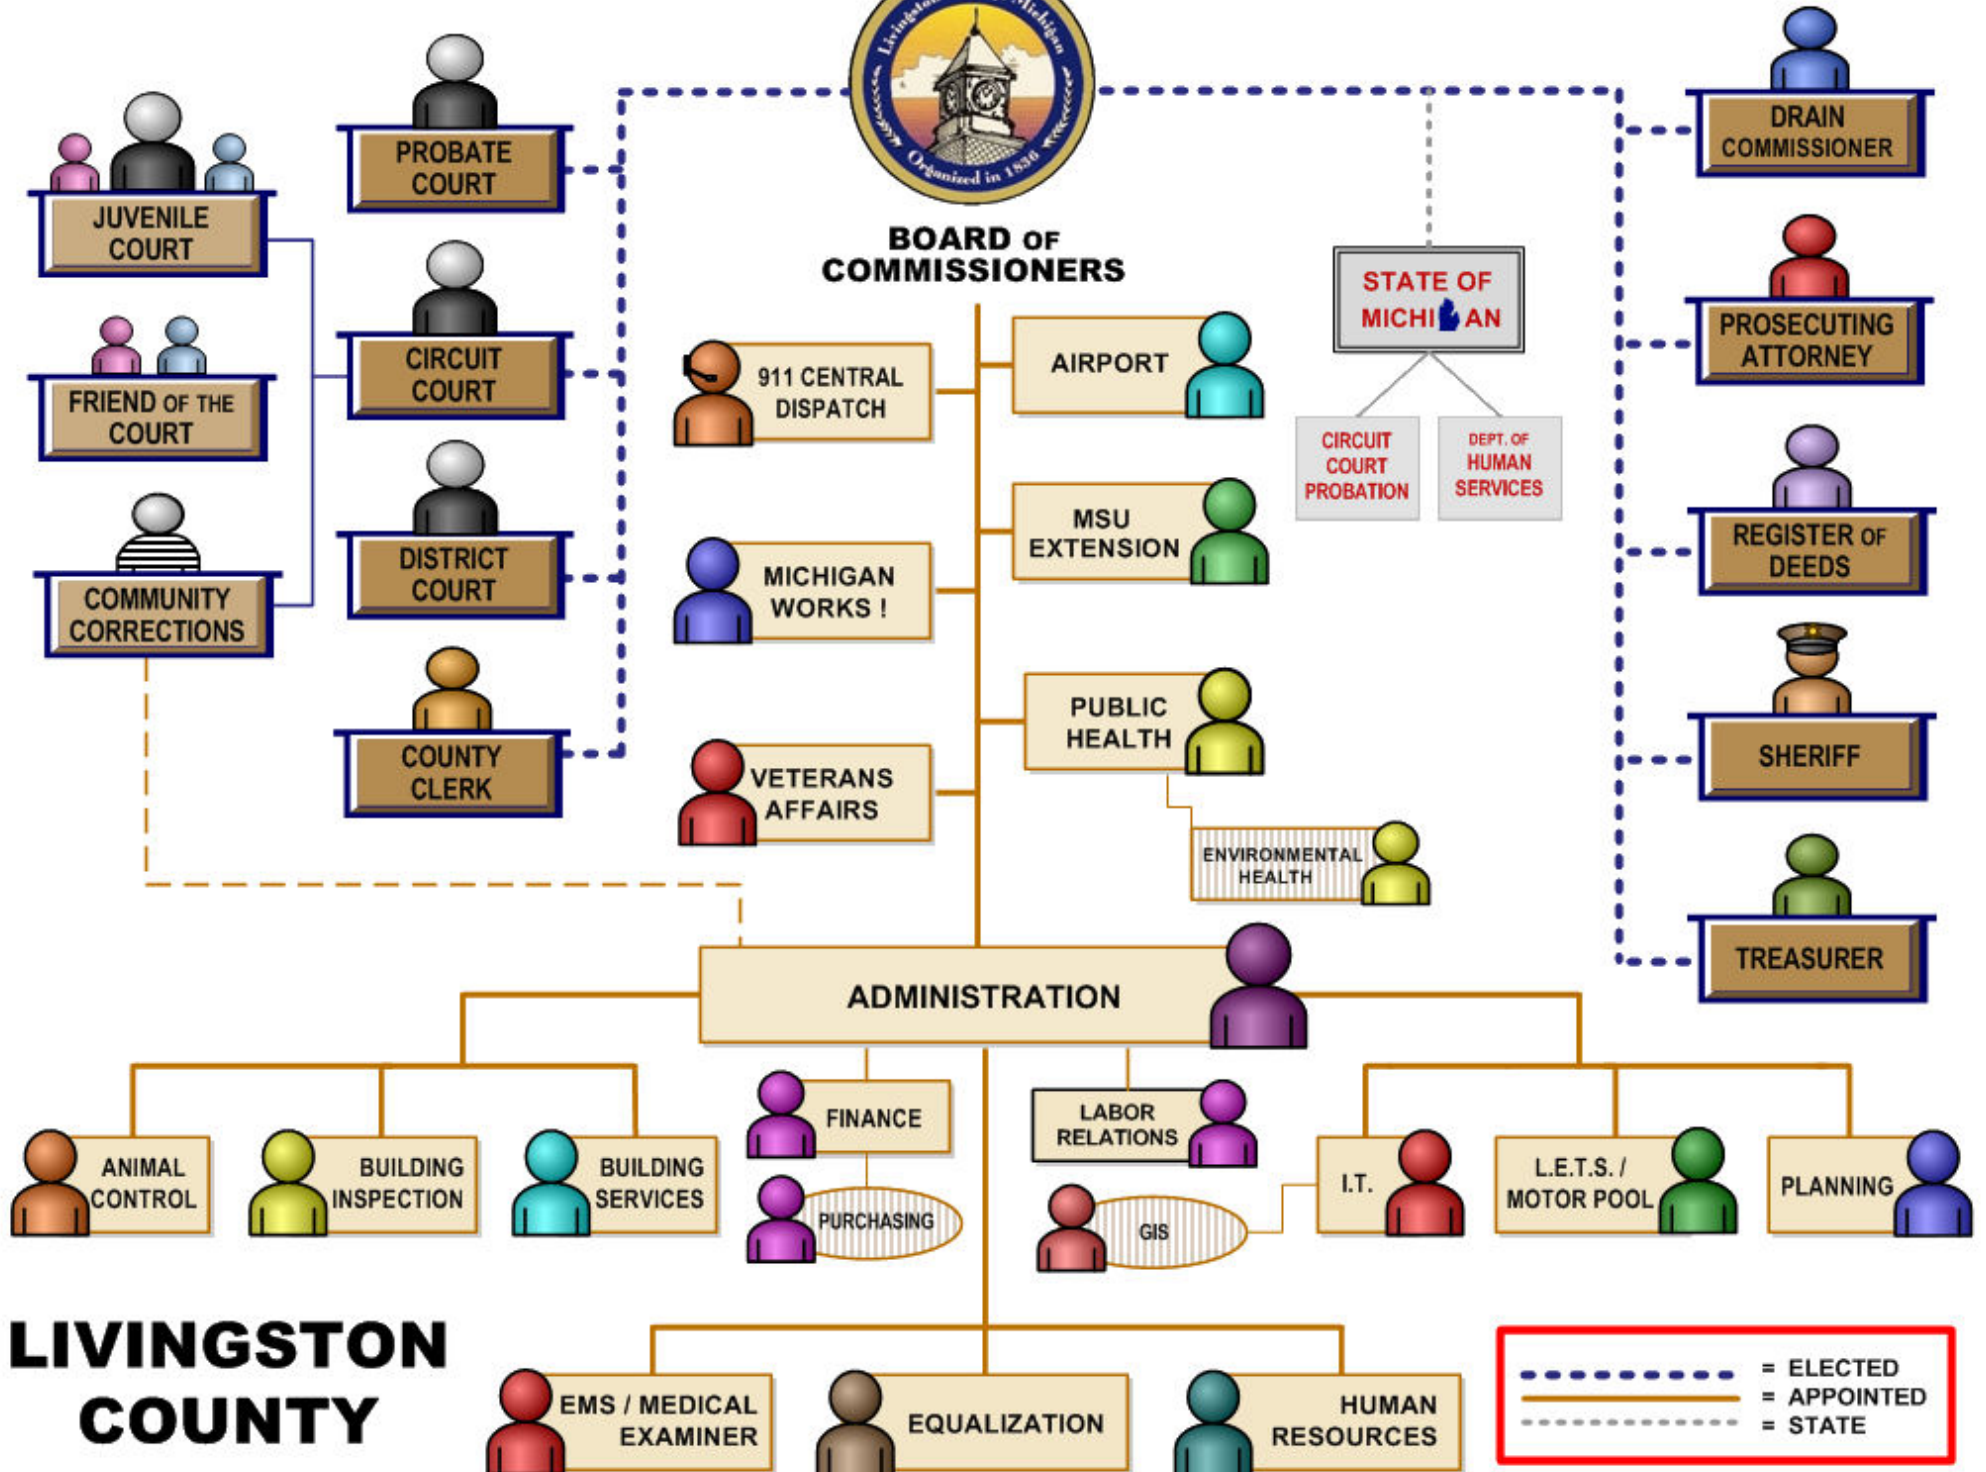 Livingston
Michigan
Organized in 1836
BOARD OF
COMMISSIONERS
PROBATE
COURT
JUVENILE
COURT
CIRCUIT
COURT
FRIEND OF THE
COURT
DISTRICT
COURT
COMMUNITY
CORRECTIONS
COUNTY
CLERK
911 CENTRAL
DISPATCH
AIRPORT
MICHIGAN
WORKS !
MSU
EXTENSION
VETERANS
AFFAIRS
PUBLIC
HEALTH
ENVIRONMENTAL
HEALTH
STATE OF
MICHI AN
CIRCUIT
COURT
PROBATION
DEPT. OF
HUMAN
SERVICES
DRAIN
COMMISSIONER
PROSECUTING
ATTORNEY
REGISTER OF
DEEDS
SHERIFF
TREASURER
ADMINISTRATION
ANIMAL
CONTROL
BUILDING
INSPECTION
BUILDING
SERVICES
FINANCE
PURCHASING
LABOR
RELATIONS
GIS
I.T.
L.E.T.S. /
MOTOR POOL
PLANNING
EMS / MEDICAL
EXAMINER
EQUALIZATION
HUMAN
RESOURCES
LIVINGSTON
COUNTY
= ELECTED
= APPOINTED
= STATE